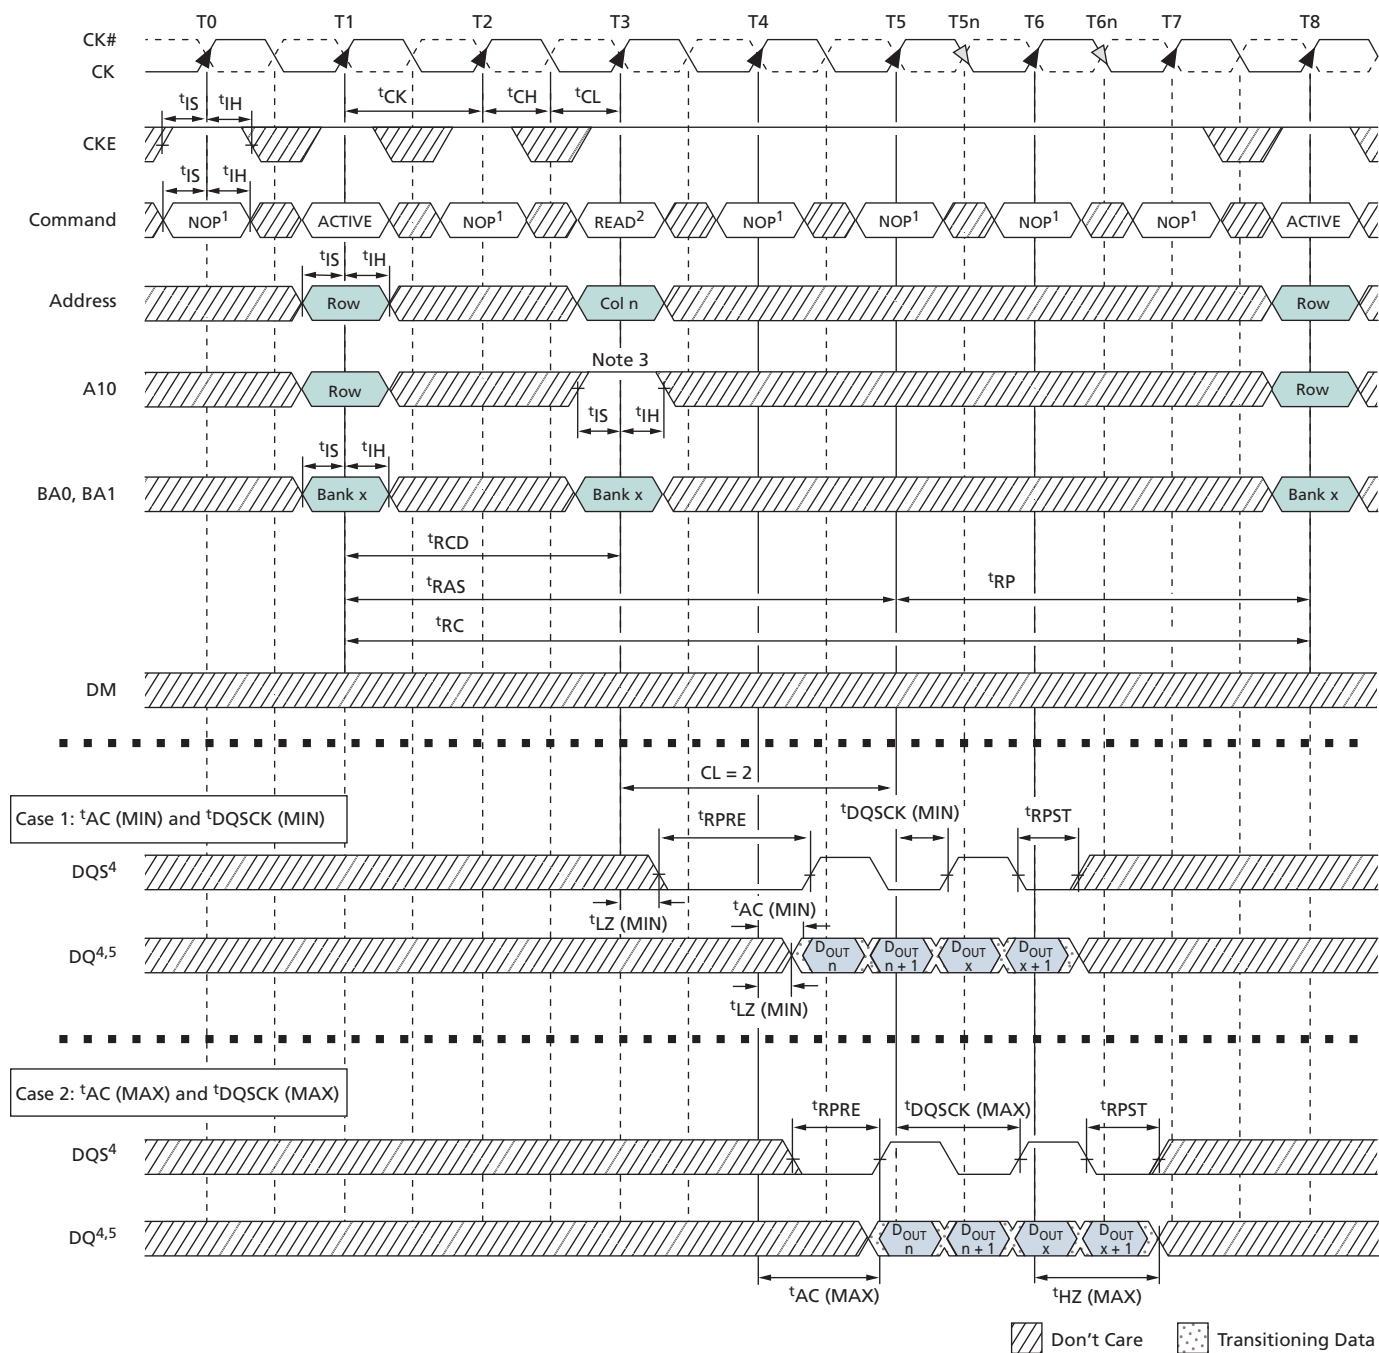 T0 T1 T2 T3 T4 T5 T5n T6 T6n T7 T8
CK#
CK
tIS tIH tCK tCH tCL
CKE
tIS tIH
Command NOP1 ACTIVE NOP1 READ2 NOP1 NOP1 NOP1 NOP1 ACTIVE
tIS tIH
Address Row Col n Row
Note 3
A10 Row Row
tIS tIH
tIS tIH
BA0, BA1 Bank x Bank x Bank x
tRCD
tRAS tRP
tRC
DM
CL = 2
Case 1: tAC (MIN) and tDQSCK (MIN)
tRPRE tDQSCK (MIN) tRPST
DQS4
tLZ (MIN) tAC (MIN)
DQ4,5 DOUT n DOUT n + 1 DOUT x DOUT x + 1
tLZ (MIN)
Case 2: tAC (MAX) and tDQSCK (MAX)
tRPRE tDQSCK (MAX) tRPST
DQS4
DQ4,5 DOUT n DOUT n + 1 DOUT x DOUT x + 1
tAC (MAX) tHZ (MAX)
Don't Care Transitioning Data